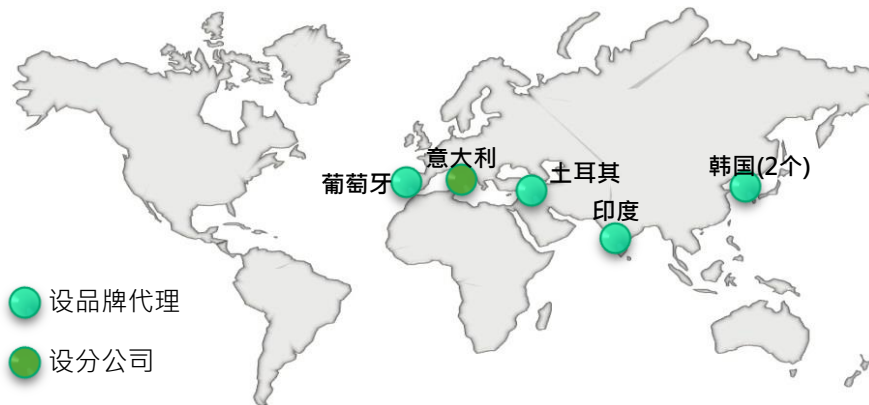 意大利
葡萄牙
土耳其
韩国(2个)
印度
设品牌代理
设分公司